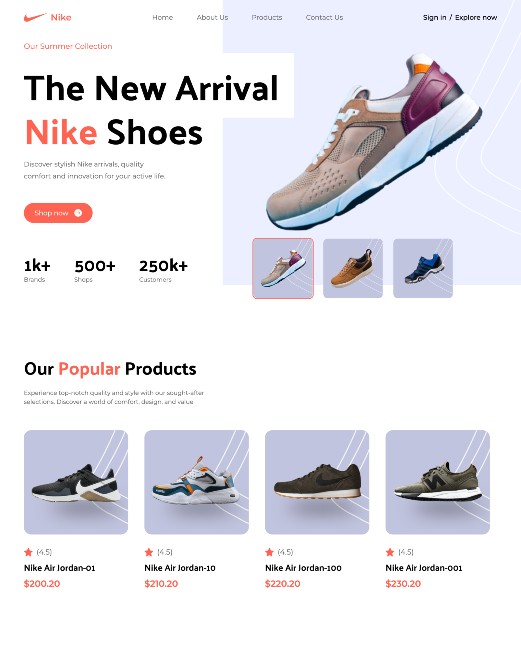 Nike
Home
About Us
Products
Contact Us
Sign in / Explore now
Our Summer Collection
The New Arrival
Nike Shoes
Discover stylish Nike arrivals, quality
comfort and innovation for your active life.
Shop now
1k+
500+
250k+
Brands
Shops
Customers
Our Popular Products
Experience top-notch quality and style with our sought-after
selections. Discover a world of comfort, design, and value
(4.5)
(4.5)
(4.5)
(4.5)
Nike Air Jordan-01
Nike Air Jordan-10
Nike Air Jordan-100
Nike Air Jordan-001
$200.20
$210.20
$220.20
$230.20